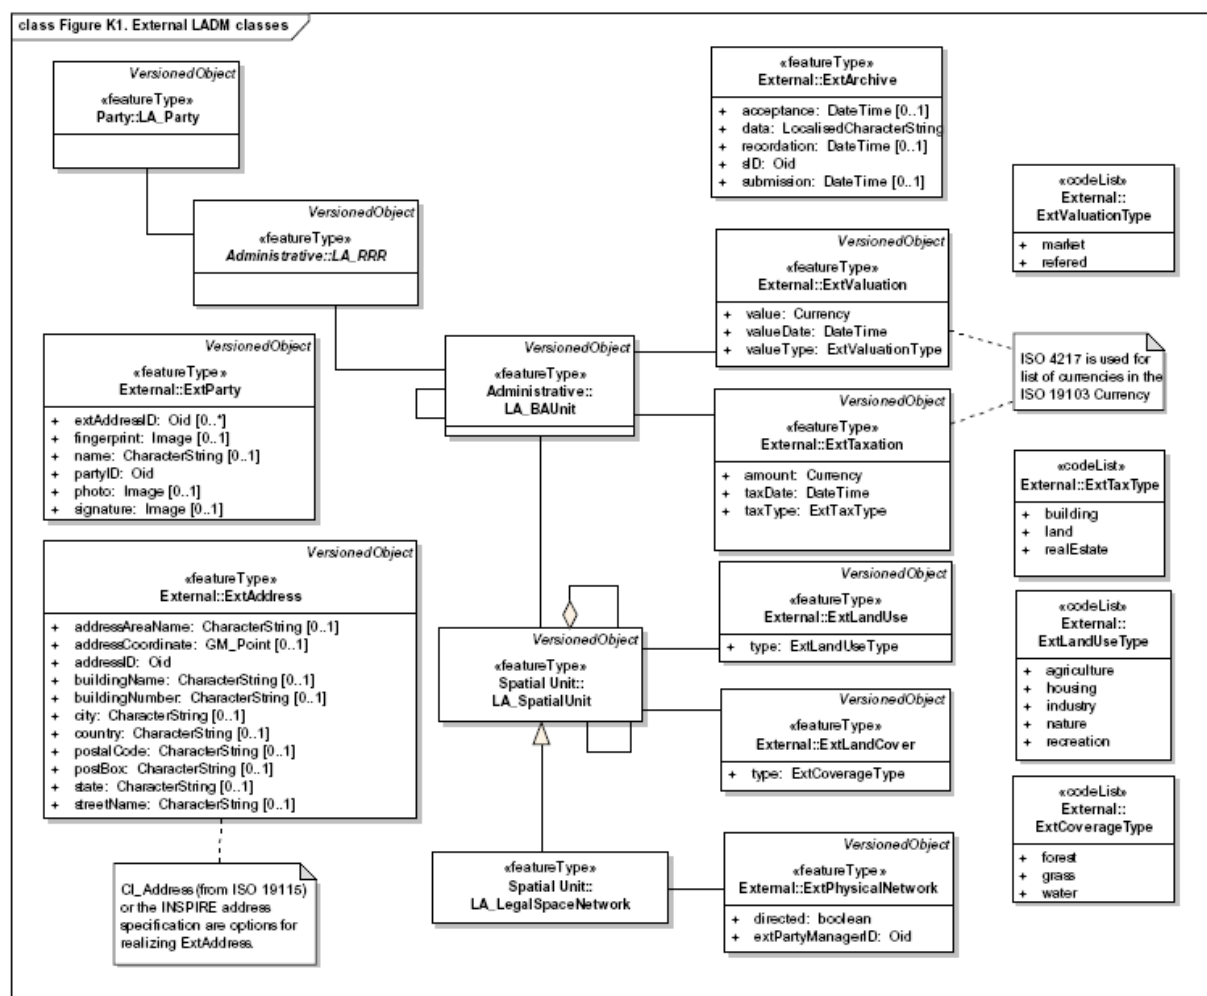 class Figure K1. External LADM classes
VersionedObject
«featureType»
Party::LA_Party
VersionedObject
«featureType»
Administrative::LA_RRR
VersionedObject
«featureType»
External::ExtParty
+ extAddressID: Oid [0..*]
+ fingerprint: Image [0..1]
+ name: CharacterString [0..1]
+ partyID: Oid
+ photo: Image [0..1]
+ signature: Image [0..1]
VersionedObject
«featureType»
External::ExtAddress
+ addressAreaName: CharacterString [0..1]
+ addressCoordinate: GM_Point [0..1]
+ addressID: Oid
+ buildingName: CharacterString [0..1]
+ buildingNumber: CharacterString [0..1]
+ city: CharacterString [0..1]
+ country: CharacterString [0..1]
+ postalCode: CharacterString [0..1]
+ postBox: CharacterString [0..1]
+ state: CharacterString [0..1]
+ streetName: CharacterString [0..1]
CI_Address (from ISO 19115)
or the INSPIRE address
specification are options for
realizing ExtAddress.
VersionedObject
«featureType»
Administrative::
LA_BAUnit
VersionedObject
«featureType»
Spatial Unit::
LA_SpatialUnit
«featureType»
Spatial Unit::
LA_LegalSpaceNetwork
«featureType»
External::ExtArchive
+ acceptance: DateTime [0..1]
+ data: LocalisedCharacterString
+ recordation: DateTime [0..1]
+ sID: Oid
+ submission: DateTime [0..1]
VersionedObject
«featureType»
External::ExtValuation
+ value: Currency
+ valueDate: DateTime
+ valueType: ExtValuationType
VersionedObject
«featureType»
External::ExtTaxation
+ amount: Currency
+ taxDate: DateTime
+ taxType: ExtTaxType
VersionedObject
«featureType»
External::ExtLandUse
+ type: ExtLandUseType
VersionedObject
«featureType»
External::ExtLandCover
+ type: ExtCoverageType
VersionedObject
«featureType»
External::ExtPhysicalNetwork
+ directed: boolean
+ extPartyManagerID: Oid
«codeList»
External::
ExtValuationType
+ market
+ refered
ISO 4217 is used for
list of currencies in the
ISO 19103 Currency
«codeList»
External::ExtTaxType
+ building
+ land
+ realEstate
«codeList»
External::
ExtLandUseType
+ agriculture
+ housing
+ industry
+ nature
+ recreation
«codeList»
External::
ExtCoverageType
+ forest
+ grass
+ water